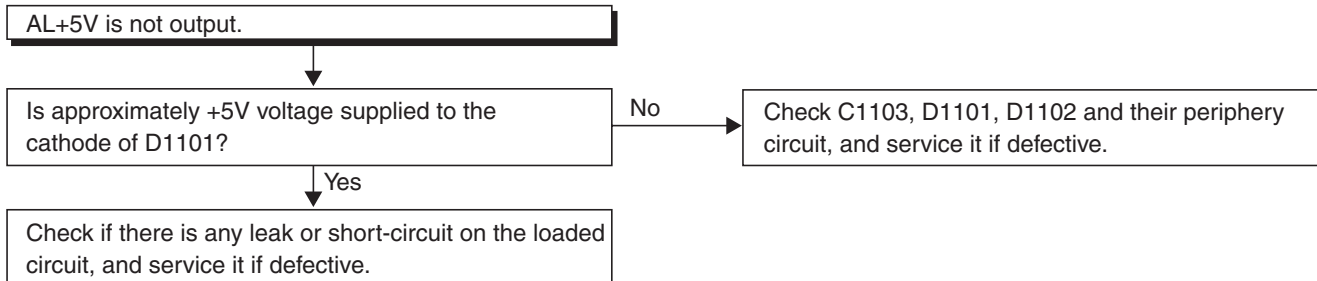 AL+5V is not output.
Is approximately +5V voltage supplied to the
cathode of D1101?
No
Check C1103, D1101, D1102 and their periphery
circuit, and service it if defective.
Yes
Check if there is any leak or short-circuit on the loaded
circuit, and service it if defective.